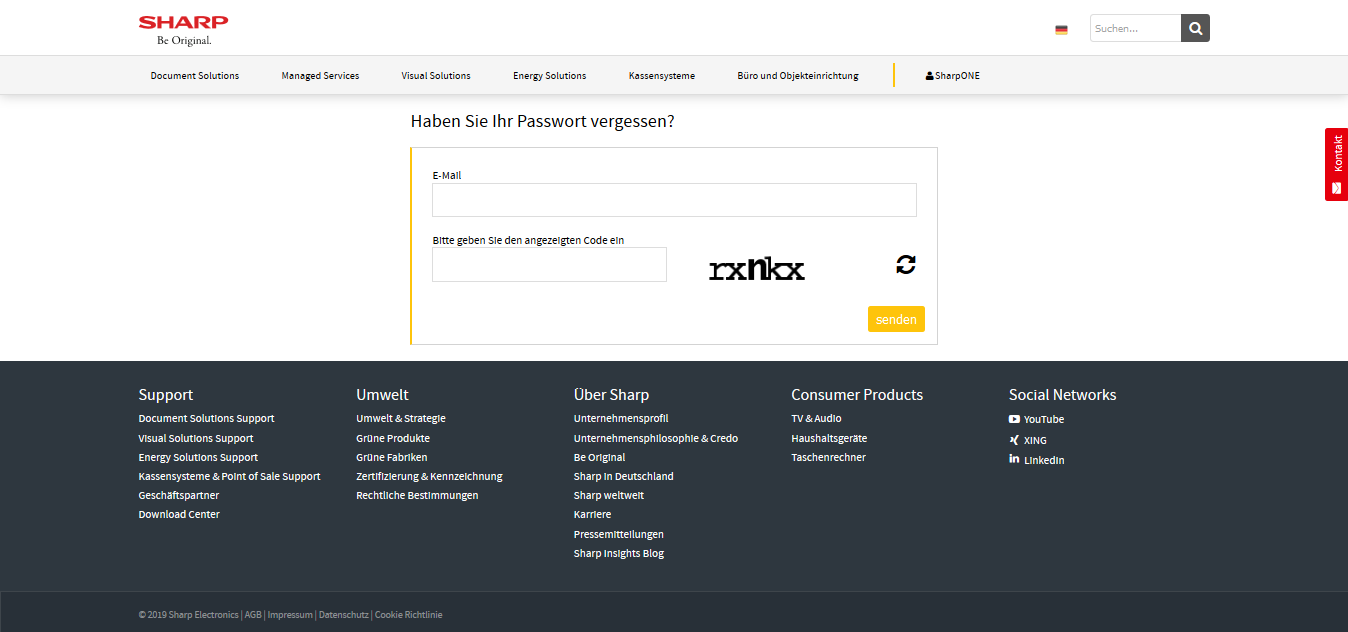 SHARP
Be Original.
Suchen...
Document Solutions Managed Services Visual Solutions Energy Solutions Kassensysteme Büro und Objekteinrichtung SharpONE
Haben Sie Ihr Passwort vergessen?
Kontakt
E-Mail
Bitte geben Sie den angezeigten Code ein
rxnkx
senden
Support
Document Solutions Support
Visual Solutions Support
Energy Solutions Support
Kassensysteme & Point of Sale Support
Geschäftspartner
Download Center
Umwelt
Umwelt & Strategie
Grüne Produkte
Grüne Fabriken
Zertifizierung & Kennzeichnung
Rechtliche Bestimmungen
Über Sharp
Unternehmensprofil
Unternehmensphilosophie & Credo
Be Original
Sharp in Deutschland
Sharp weltweit
Karriere
Pressemitteilungen
Sharp Insights Blog
Consumer Products
TV & Audio
Haushaltsgeräte
Taschenrechner
Social Networks
YouTube
XING
LinkedIn
© 2019 Sharp Electronics | AGB | Impressum | Datenschutz | Cookie Richtlinie